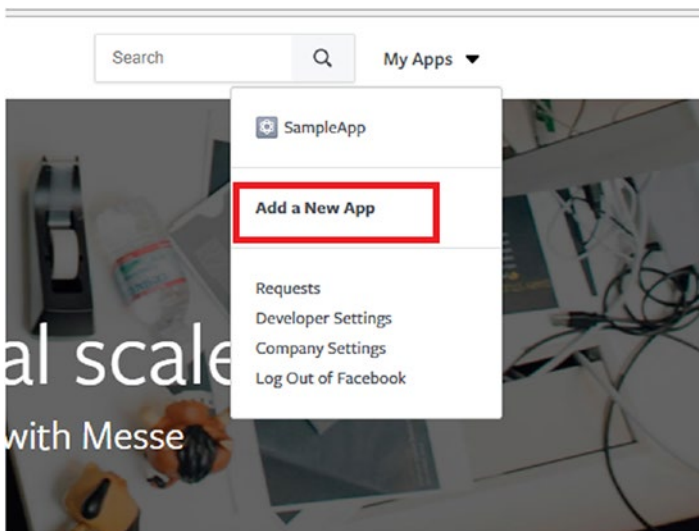 Search
My Apps
SampleApp
Add a New App
Requests
Developer Settings
Company Settings
Log Out of Facebook
al scale
with Messe